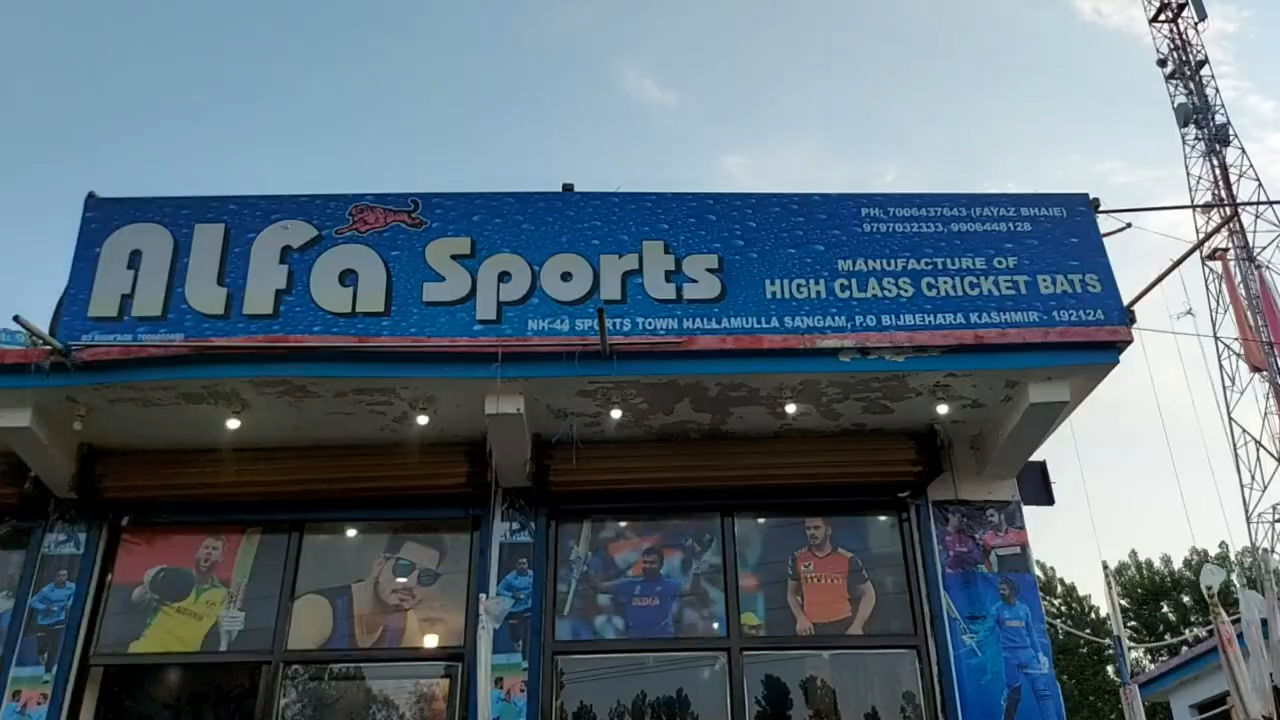 ALFa Sports
PH: 7006437643 (FAYAZ BHAIE)
9797032333, 9906448128
MANUFACTURE OF
HIGH CLASS CRICKET BATS
NH-44 SPORTS TOWN HALLAMULLA SANGAM, P.O BIJBEHARA KASHMIR - 192124
INDIA